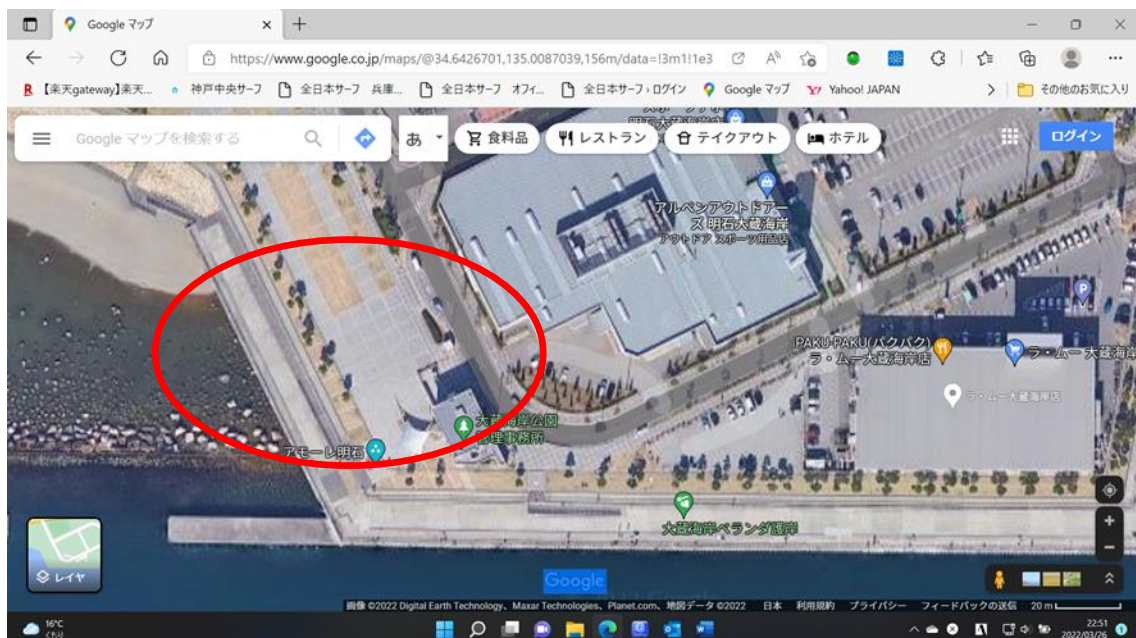 Google マップ
https://www.google.co.jp/maps/@34.6426701,135.0087039,156m/data=!3m1!1e3
【楽天gateway】楽天...
神戸中央サーフ
全日本サーフ 兵庫...
全日本サーフ オフィ...
全日本サーフ›ログイン
Google マップ
Yahoo! JAPAN
その他のお気に入り
Google マップを検索する
あ
食料品
レストラン
テイクアウト
ホテル
ログイン
明石大蔵海岸店
アルペンアウトドアー
ズ 明石大蔵海岸
アウトドア スポーツ用品店
P
PAKU-PAKU(パクパク)
ラ・ムー大蔵海岸店
ラ・ムー 大蔵海岸
ラ・ムー大蔵海岸店
大蔵海岸公園
管理事務所
アモーレ明石
大蔵海岸ベランダ護岸
レイヤ
Google
画像 ©2022 Digital Earth Technology、Maxar Technologies、Planet.com、地図データ ©2022 日本 利用規約 プライバシー フィードバックの送信 20 m
16°C
くもり
A
22:51
2022/03/26